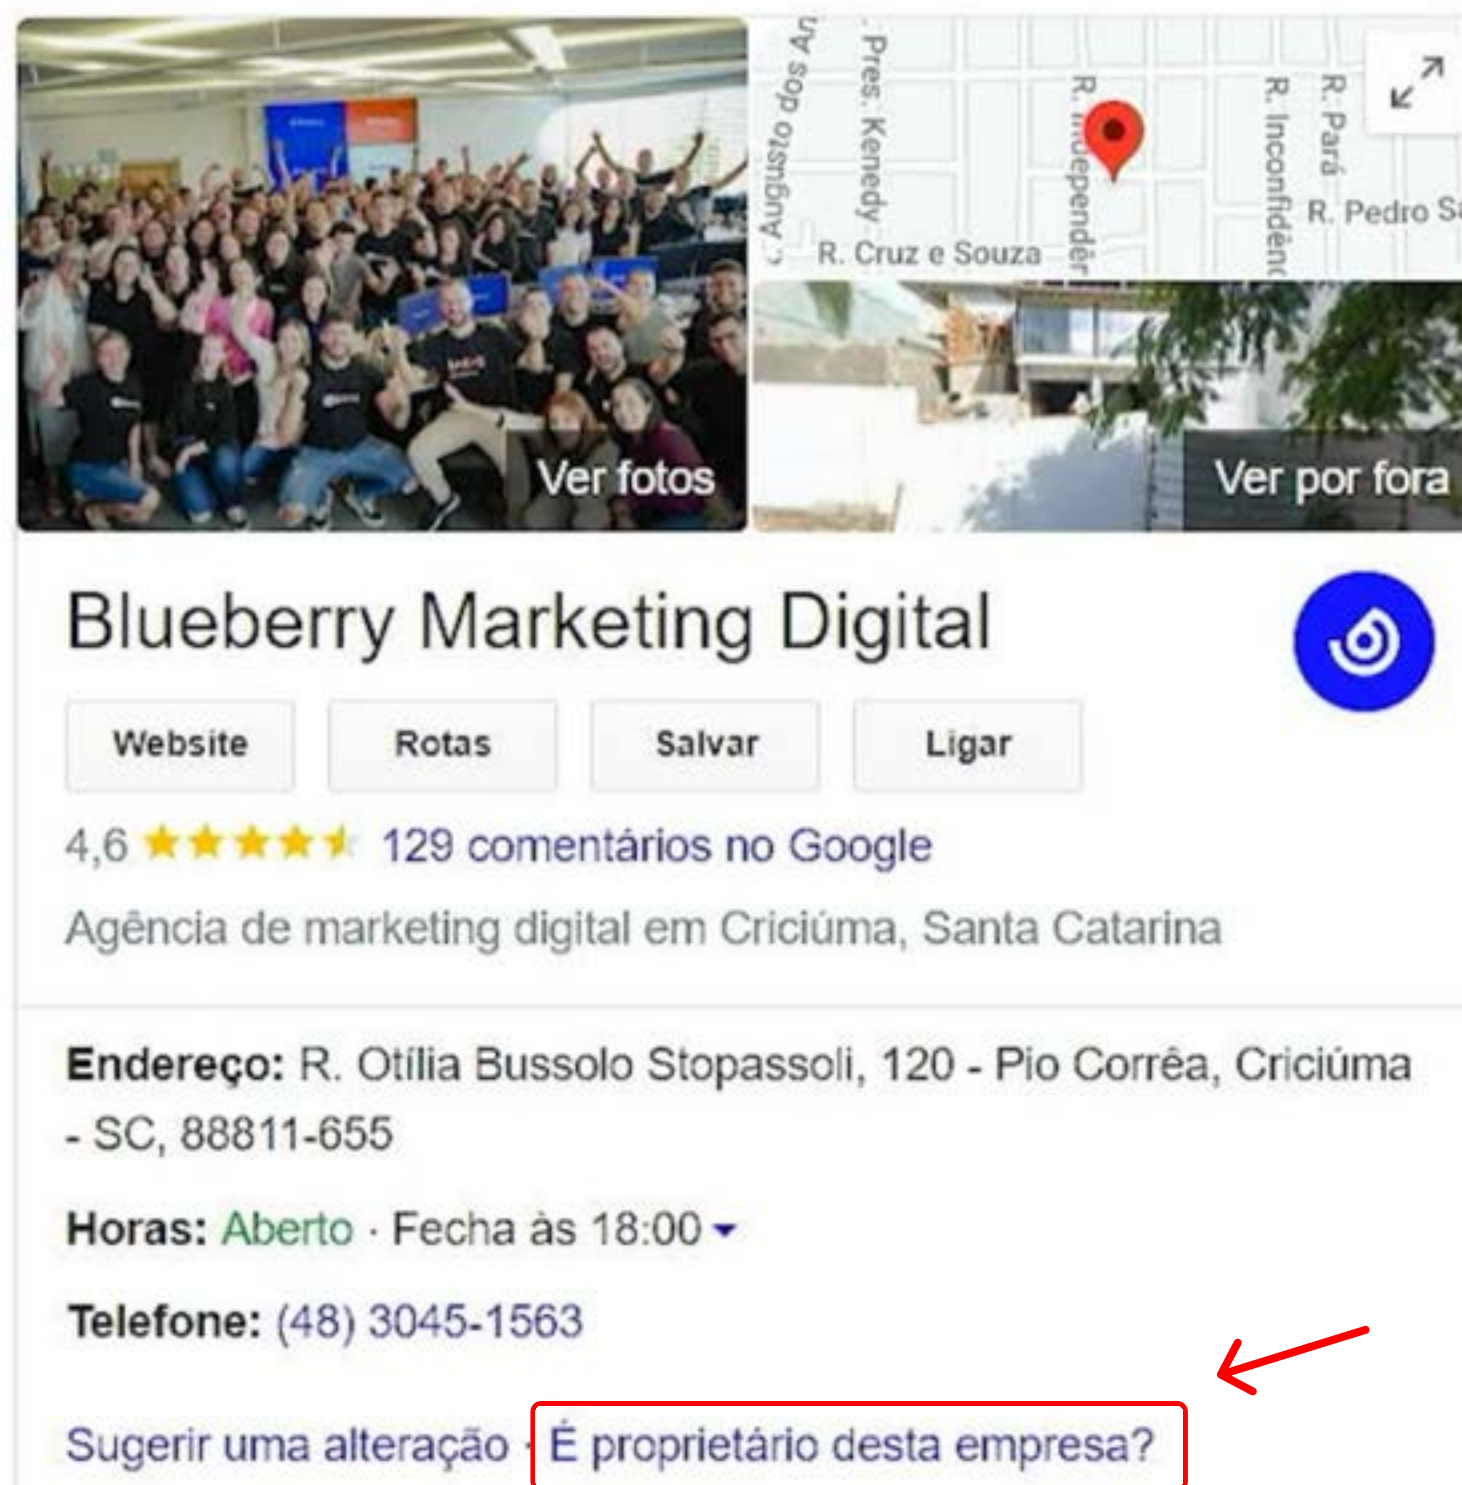 Augusto dos An
. Pres. Kenedy
R.
R. Inconfidênc
R. Pará
R. Pedro Sa
R. Cruz e Souza
Ver fotos
Ver por fora
Blueberry Marketing Digital
Website
Rotas
Salvar
Ligar
4,6 129 comentários no Google
Agência de marketing digital em Criciúma, Santa Catarina
Endereço: R. Otília Bussolo Stopassoli, 120 - Pio Corrêa, Criciúma
- SC, 88811-655
Horas: Aberto · Fecha às 18:00
Telefone: (48) 3045-1563
Sugerir uma alteração · É proprietário desta empresa?